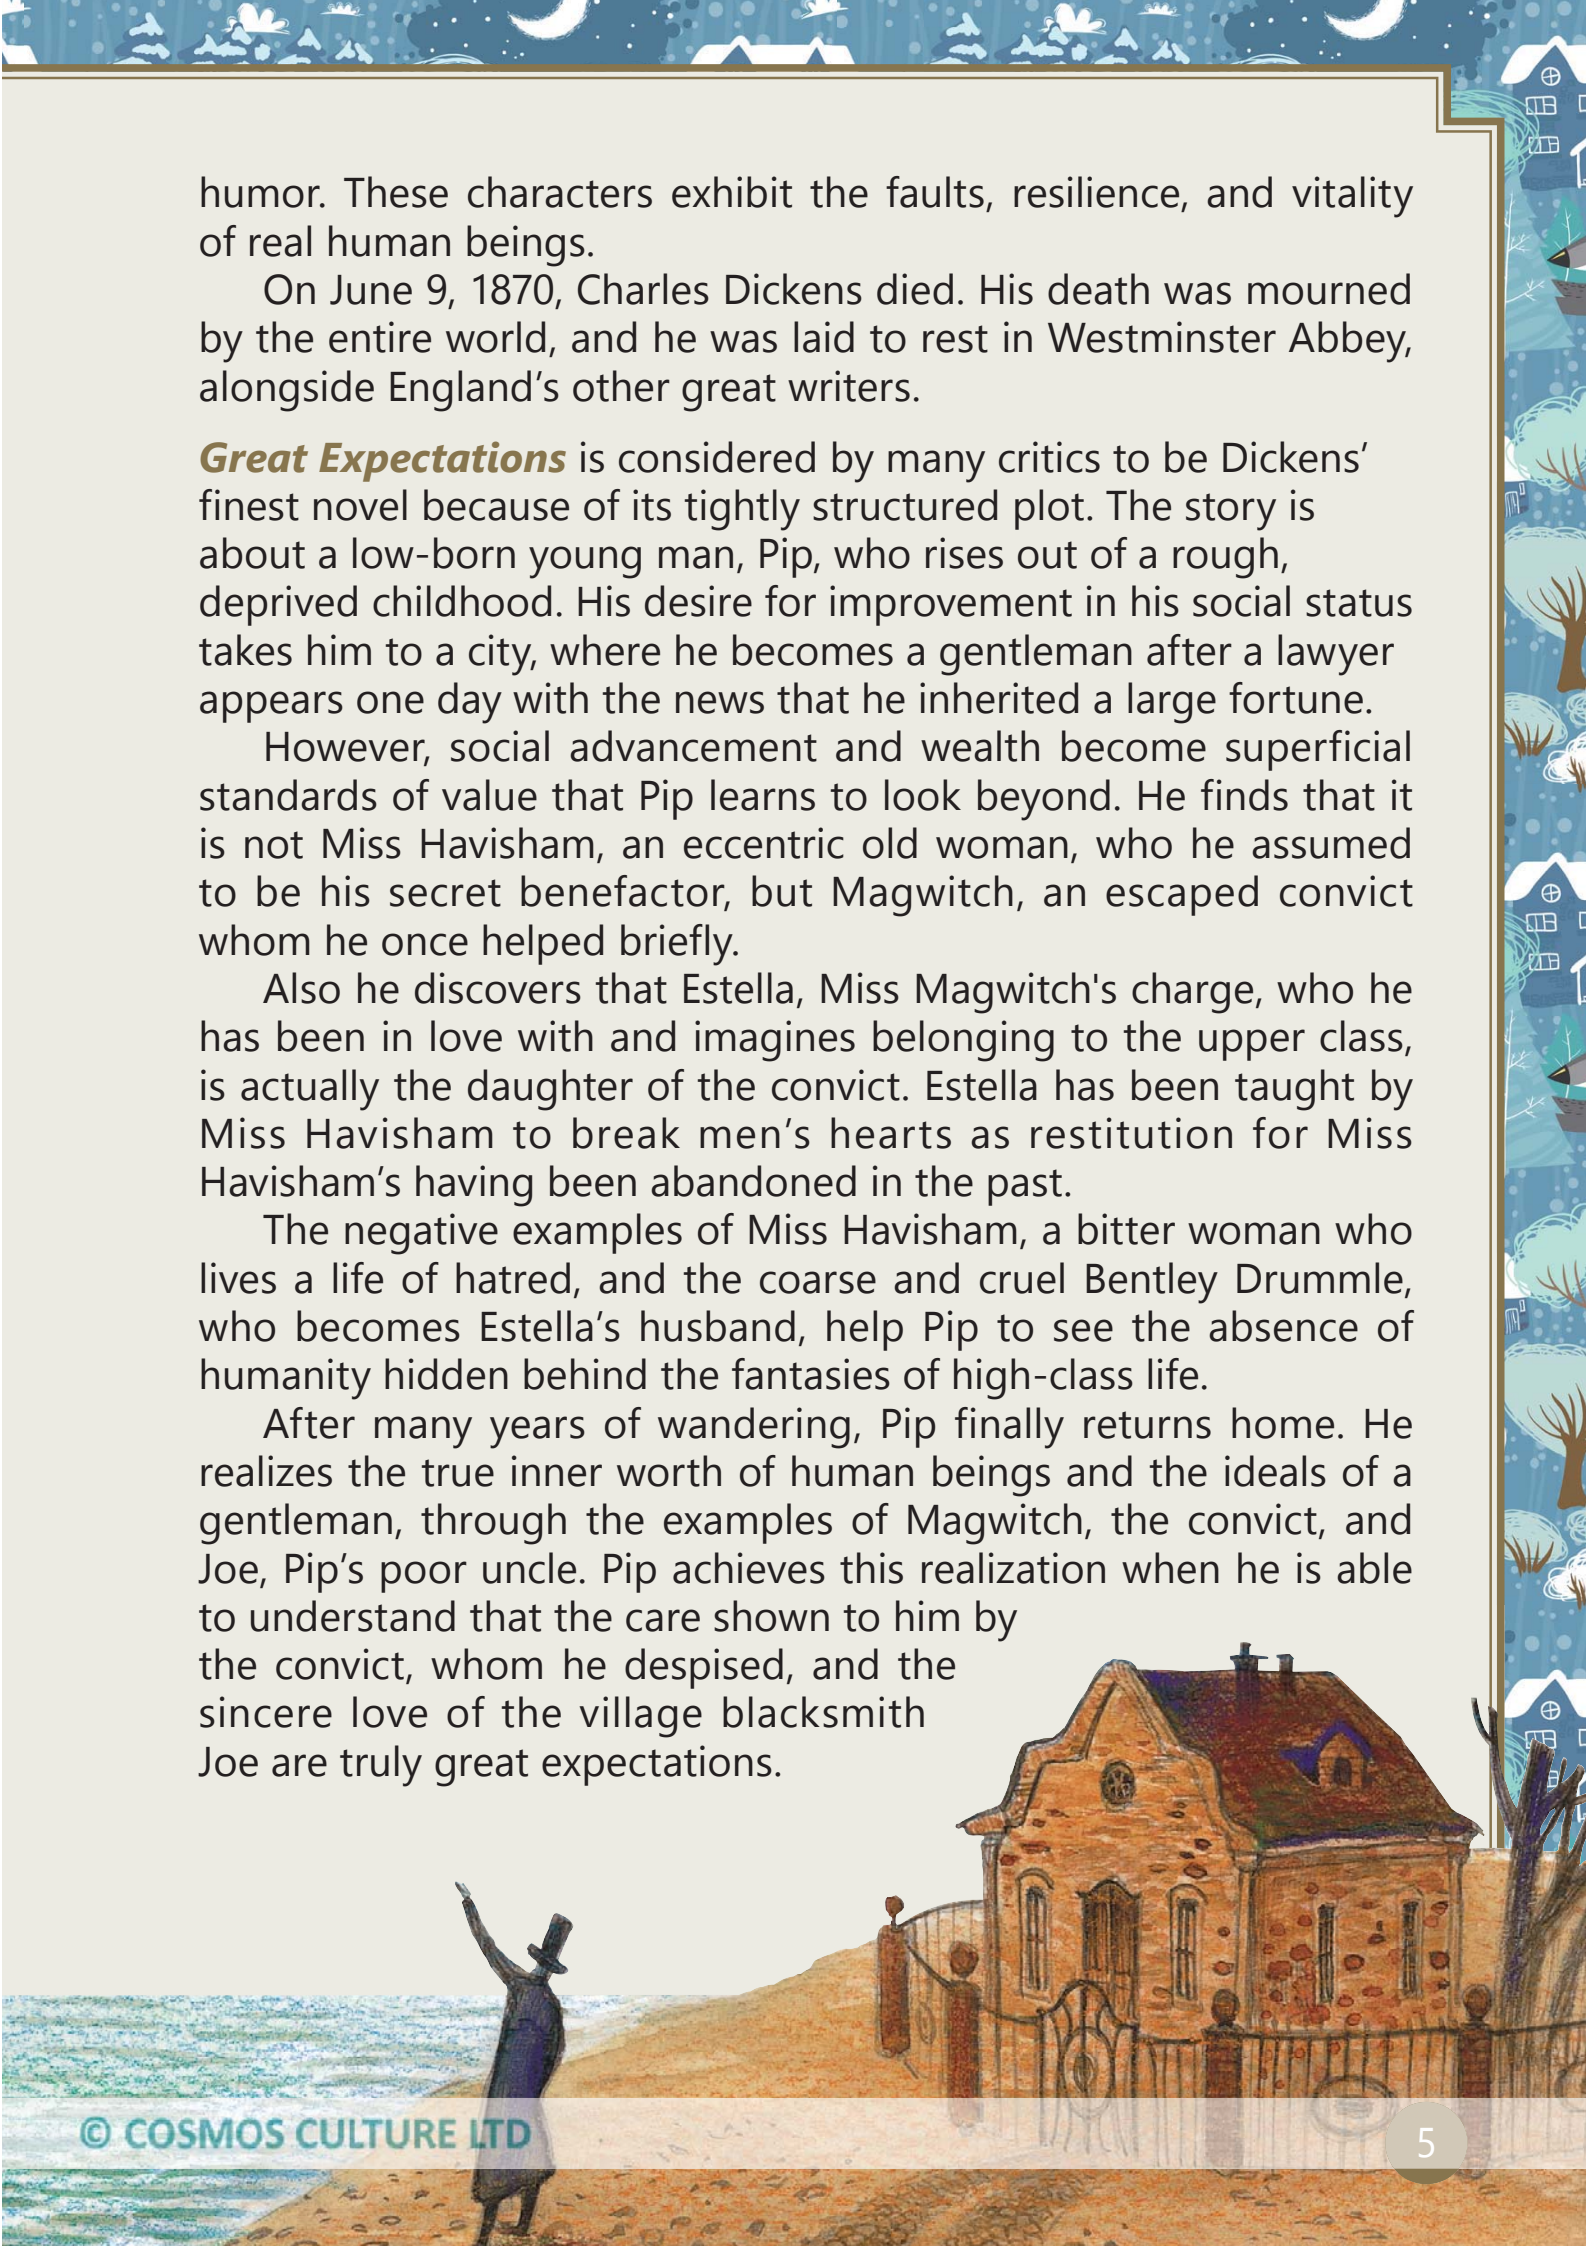 humor. These characters exhibit the faults, resilience, and vitality
of real human beings.
On June 9, 1870, Charles Dickens died. His death was mourned
by the entire world, and he was laid to rest in Westminster Abbey,
alongside England’s other great writers.
Great Expectations is considered by many critics to be Dickens’
finest novel because of its tightly structured plot. The story is
about a low-born young man, Pip, who rises out of a rough,
deprived childhood. His desire for improvement in his social status
takes him to a city, where he becomes a gentleman after a lawyer
appears one day with the news that he inherited a large fortune.
However, social advancement and wealth become superficial
standards of value that Pip learns to look beyond. He finds that it
is not Miss Havisham, an eccentric old woman, who he assumed
to be his secret benefactor, but Magwitch, an escaped convict
whom he once helped briefly.
Also he discovers that Estella, Miss Magwitch's charge, who he
has been in love with and imagines belonging to the upper class,
is actually the daughter of the convict. Estella has been taught by
Miss Havisham to break men’s hearts as restitution for Miss
Havisham’s having been abandoned in the past.
The negative examples of Miss Havisham, a bitter woman who
lives a life of hatred, and the coarse and cruel Bentley Drummle,
who becomes Estella’s husband, help Pip to see the absence of
humanity hidden behind the fantasies of high-class life.
After many years of wandering, Pip finally returns home. He
realizes the true inner worth of human beings and the ideals of a
gentleman, through the examples of Magwitch, the convict, and
Joe, Pip’s poor uncle. Pip achieves this realization when he is able
to understand that the care shown to him by
the convict, whom he despised, and the
sincere love of the village blacksmith
Joe are truly great expectations.
© COSMOS CULTURE LTD
5